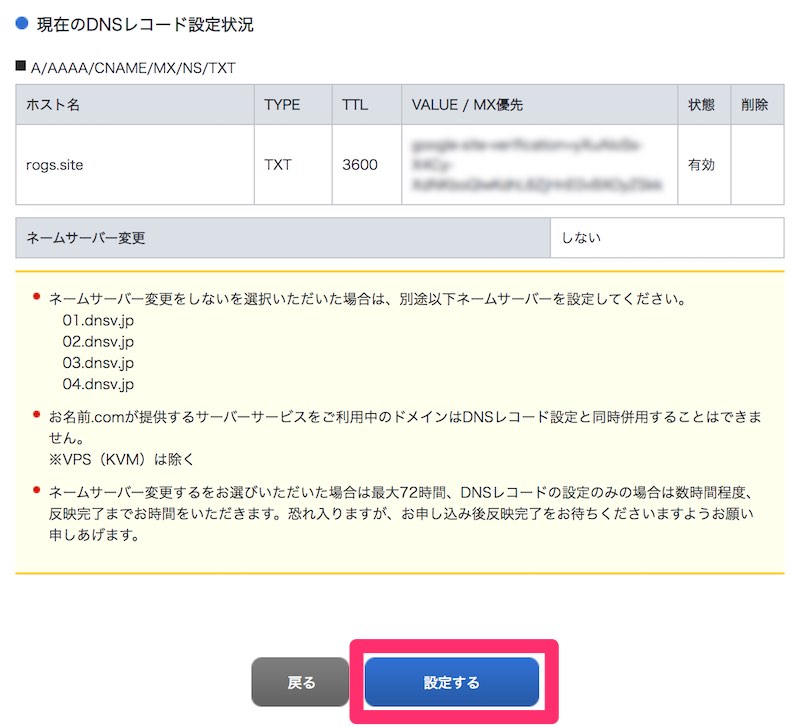 現在のDNSレコード設定状況
A/AAAA/CNAME/MX/NS/TXT
ホスト名 TYPE TTL VALUE / MX優先 状態 削除
rogs.site TXT 3600 有効
ネームサーバー変更 しない
ネームサーバー変更をしないを選択いただいた場合は、別途以下ネームサーバーを設定してください。
01.dnsv.jp
02.dnsv.jp
03.dnsv.jp
04.dnsv.jp
お名前.comが提供するサーバーサービスをご利用中のドメインはDNSレコード設定と同時併用することはできま
せん。
※VPS（KVM）は除く
ネームサーバー変更するをお選びいただいた場合は最大72時間、DNSレコードの設定のみの場合は数時間程度、
反映完了までお時間をいただきます。恐れ入りますが、お申し込み後反映完了をお待ちくださいますようお願い
申しあげます。
戻る 設定する